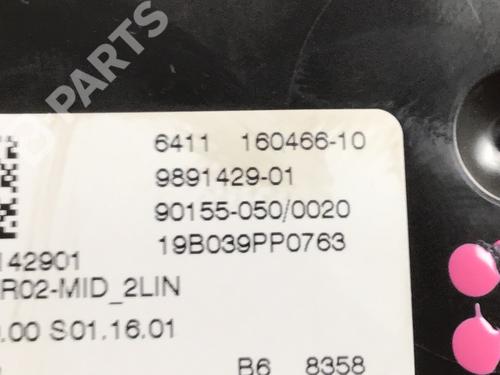 PARTS
6411 160466-10
9891429-01
90155-050/0020
19B039PP0763
142901
R02-MID_2LIN
.00 S01.16.01
B6 8358